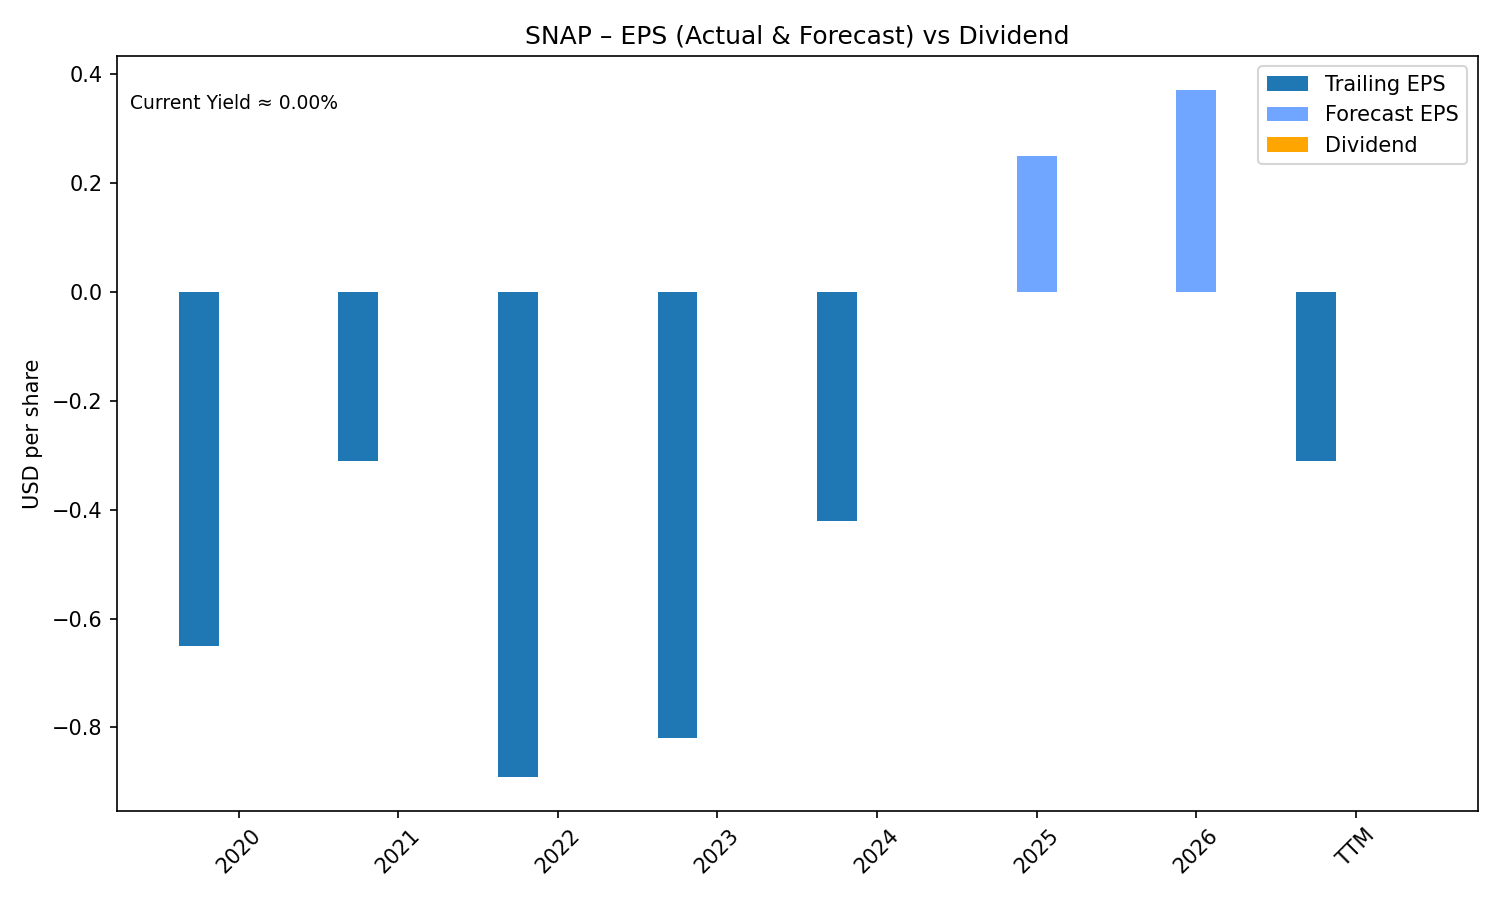 SNAP – EPS (Actual & Forecast) vs Dividend
Current Yield ≈ 0.00%
Trailing EPS
Forecast EPS
Dividend
USD per share
0.4
0.2
0.0
−0.2
−0.4
−0.6
−0.8
2020
2021
2022
2023
2024
2025
2026
TTM